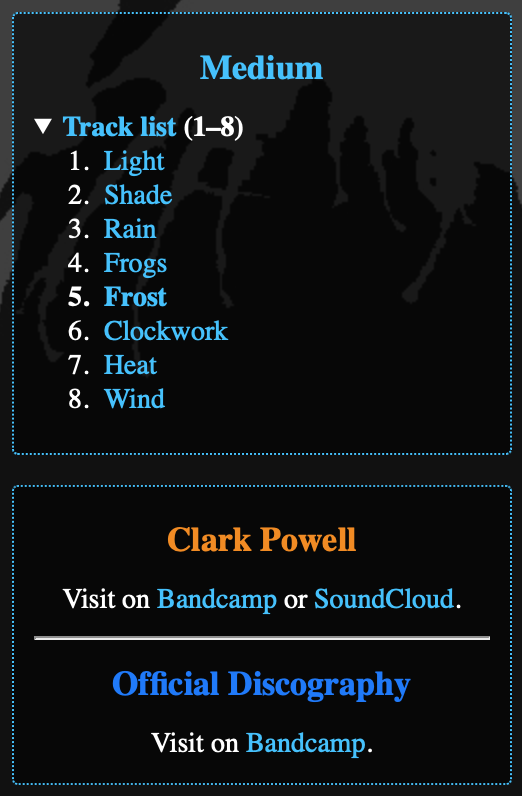 Medium
▼ Track list (1–8)
1. Light
2. Shade
3. Rain
4. Frogs
5. Frost
6. Clockwork
7. Heat
8. Wind
Clark Powell
Visit on Bandcamp or SoundCloud.
Official Discography
Visit on Bandcamp.